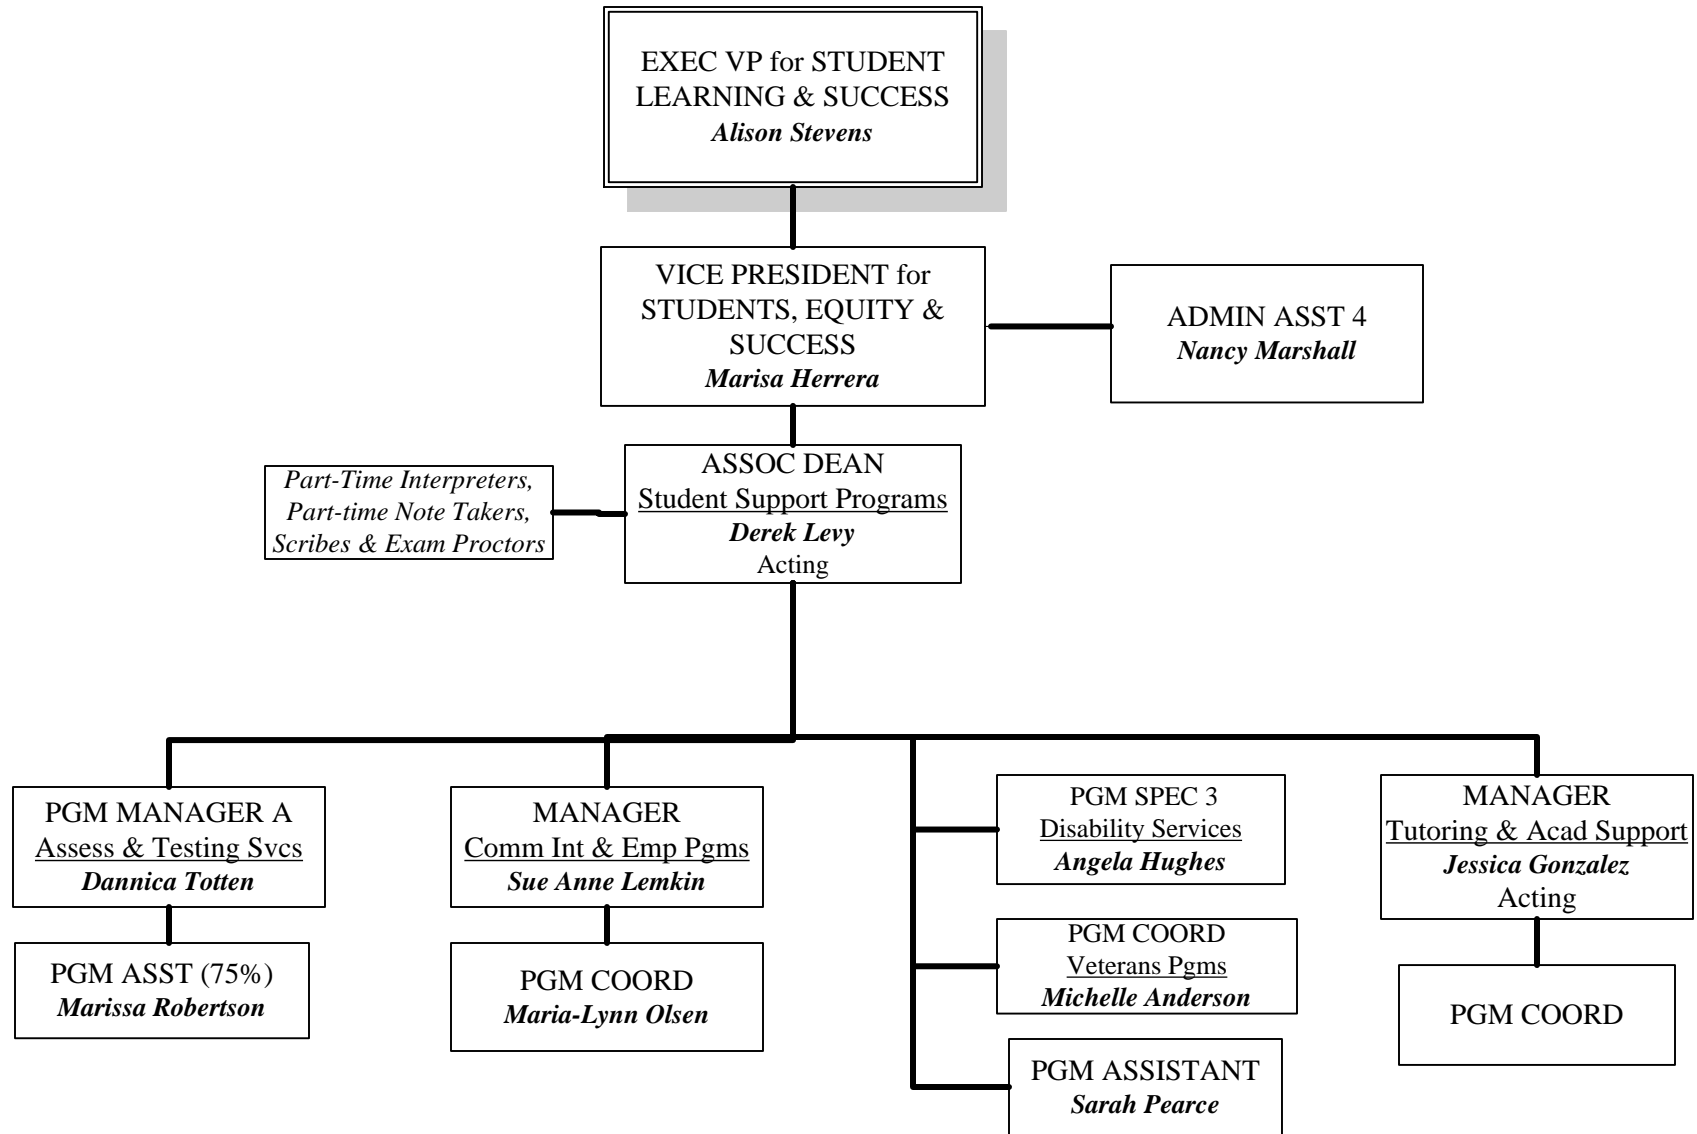 EXEC VP for STUDENT
LEARNING & SUCCESS
Alison Stevens
VICE PRESIDENT for
STUDENTS, EQUITY &
SUCCESS
Marisa Herrera
ADMIN ASST 4
Nancy Marshall
Part-Time Interpreters,
Part-time Note Takers,
Scribes & Exam Proctors
ASSOC DEAN
Student Support Programs
Derek Levy
Acting
PGM MANAGER A
Assess & Testing Svcs
Dannica Totten
PGM ASST (75%)
Marissa Robertson
MANAGER
Comm Int & Emp Pgms
Sue Anne Lemkin
PGM COORD
Maria-Lynn Olsen
PGM SPEC 3
Disability Services
Angela Hughes
PGM COORD
Veterans Pgms
Michelle Anderson
PGM ASSISTANT
Sarah Pearce
MANAGER
Tutoring & Acad Support
Jessica Gonzalez
Acting
PGM COORD